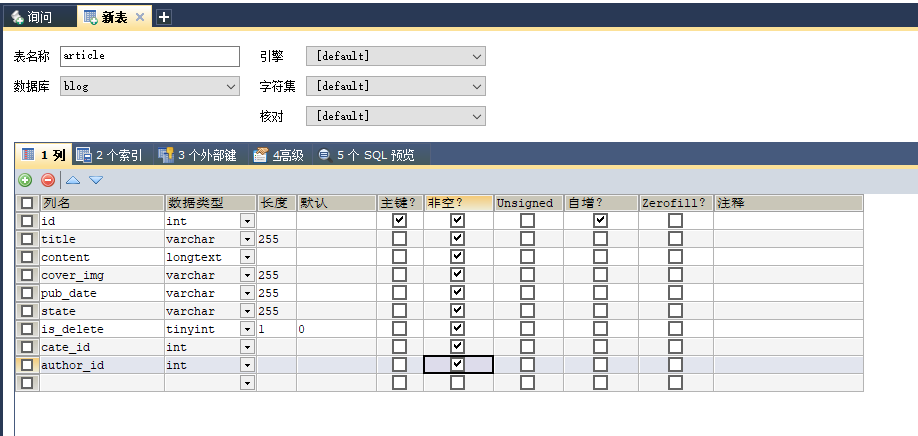 询问 新表
表名称 article 引擎 [default]
数据库 blog 字符集 [default]
核对 [default]
1 列 2 个索引 3 个外部键 4高级 5 个 SQL 预览
列名 数据类型 长度 默认 主键? 非空? Unsigned 自增? Zerofill? 注释
id int
title varchar 255
content longtext
cover_img varchar 255
pub_date varchar 255
state varchar 255
is_delete tinyint 1 0
cate_id int
author_id int